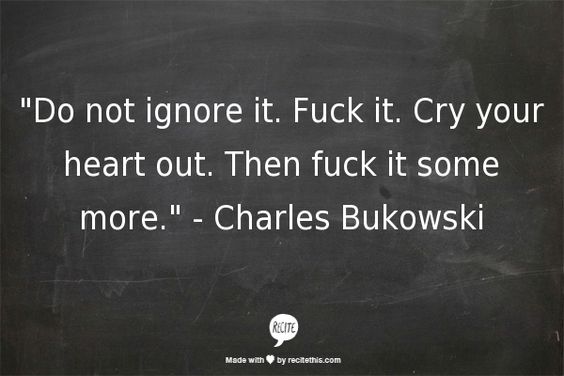 "Do not ignore it. Fuck it. Cry your
heart out. Then fuck it some
more." - Charles Bukowski
RECITE
Made with ♥ by recitethis.com